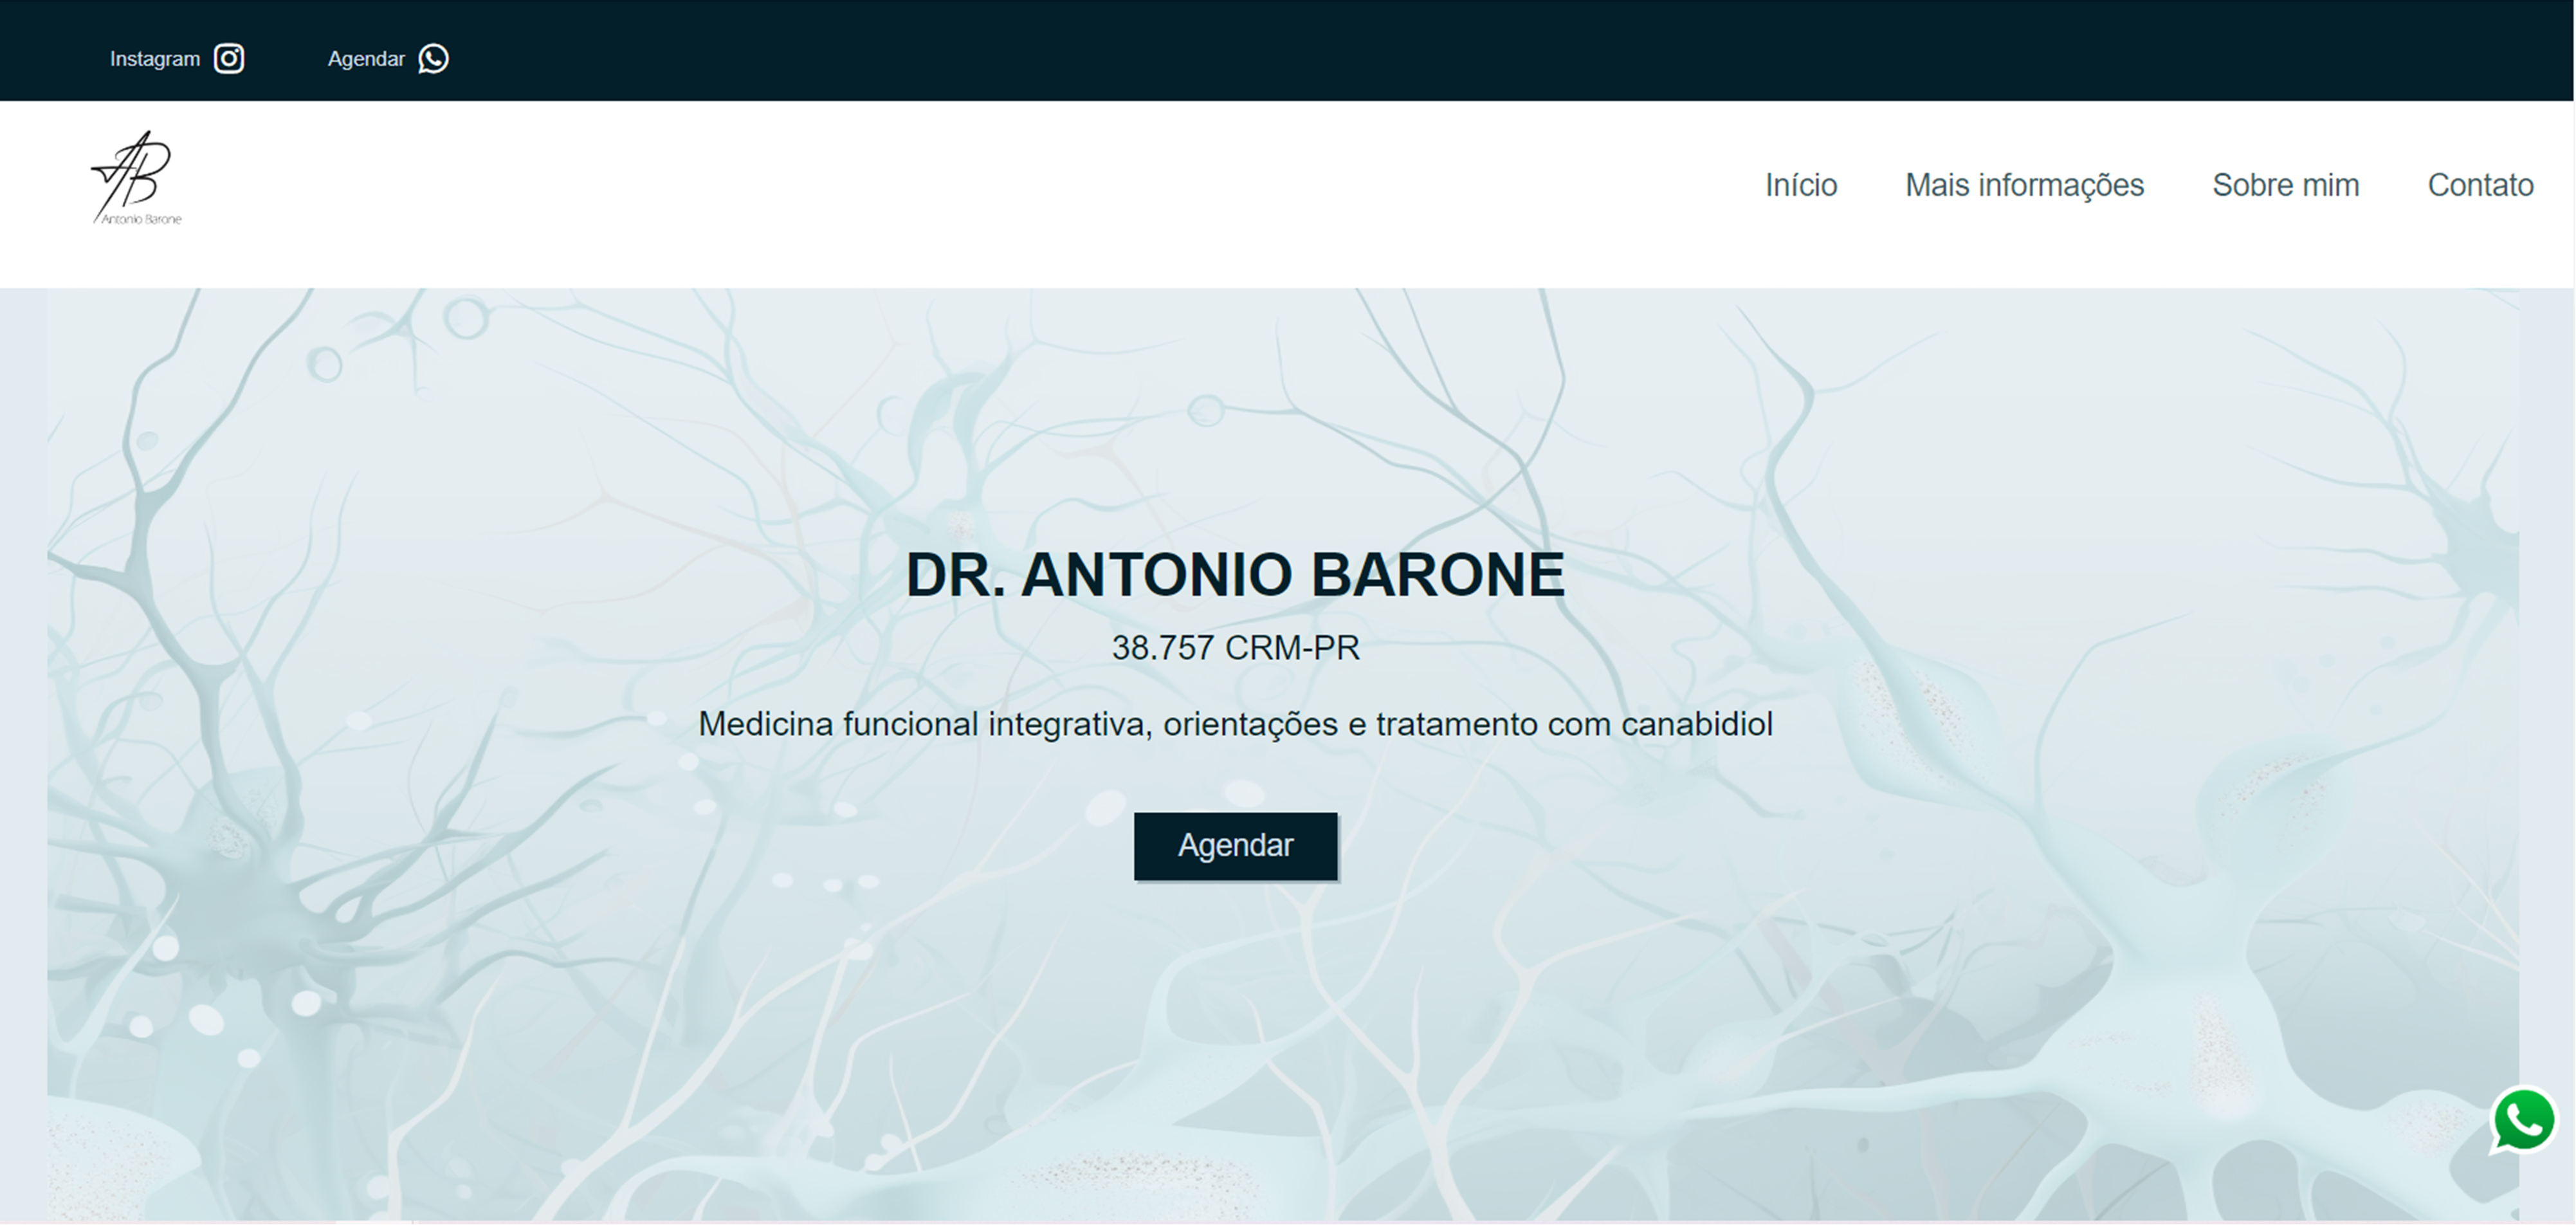 Instagram
Agendar
AB
Antonio Barone
Início
Mais informações
Sobre mim
Contato
DR. ANTONIO BARONE
38.757 CRM-PR
Medicina funcional integrativa, orientações e tratamento com canabidiol
Agendar